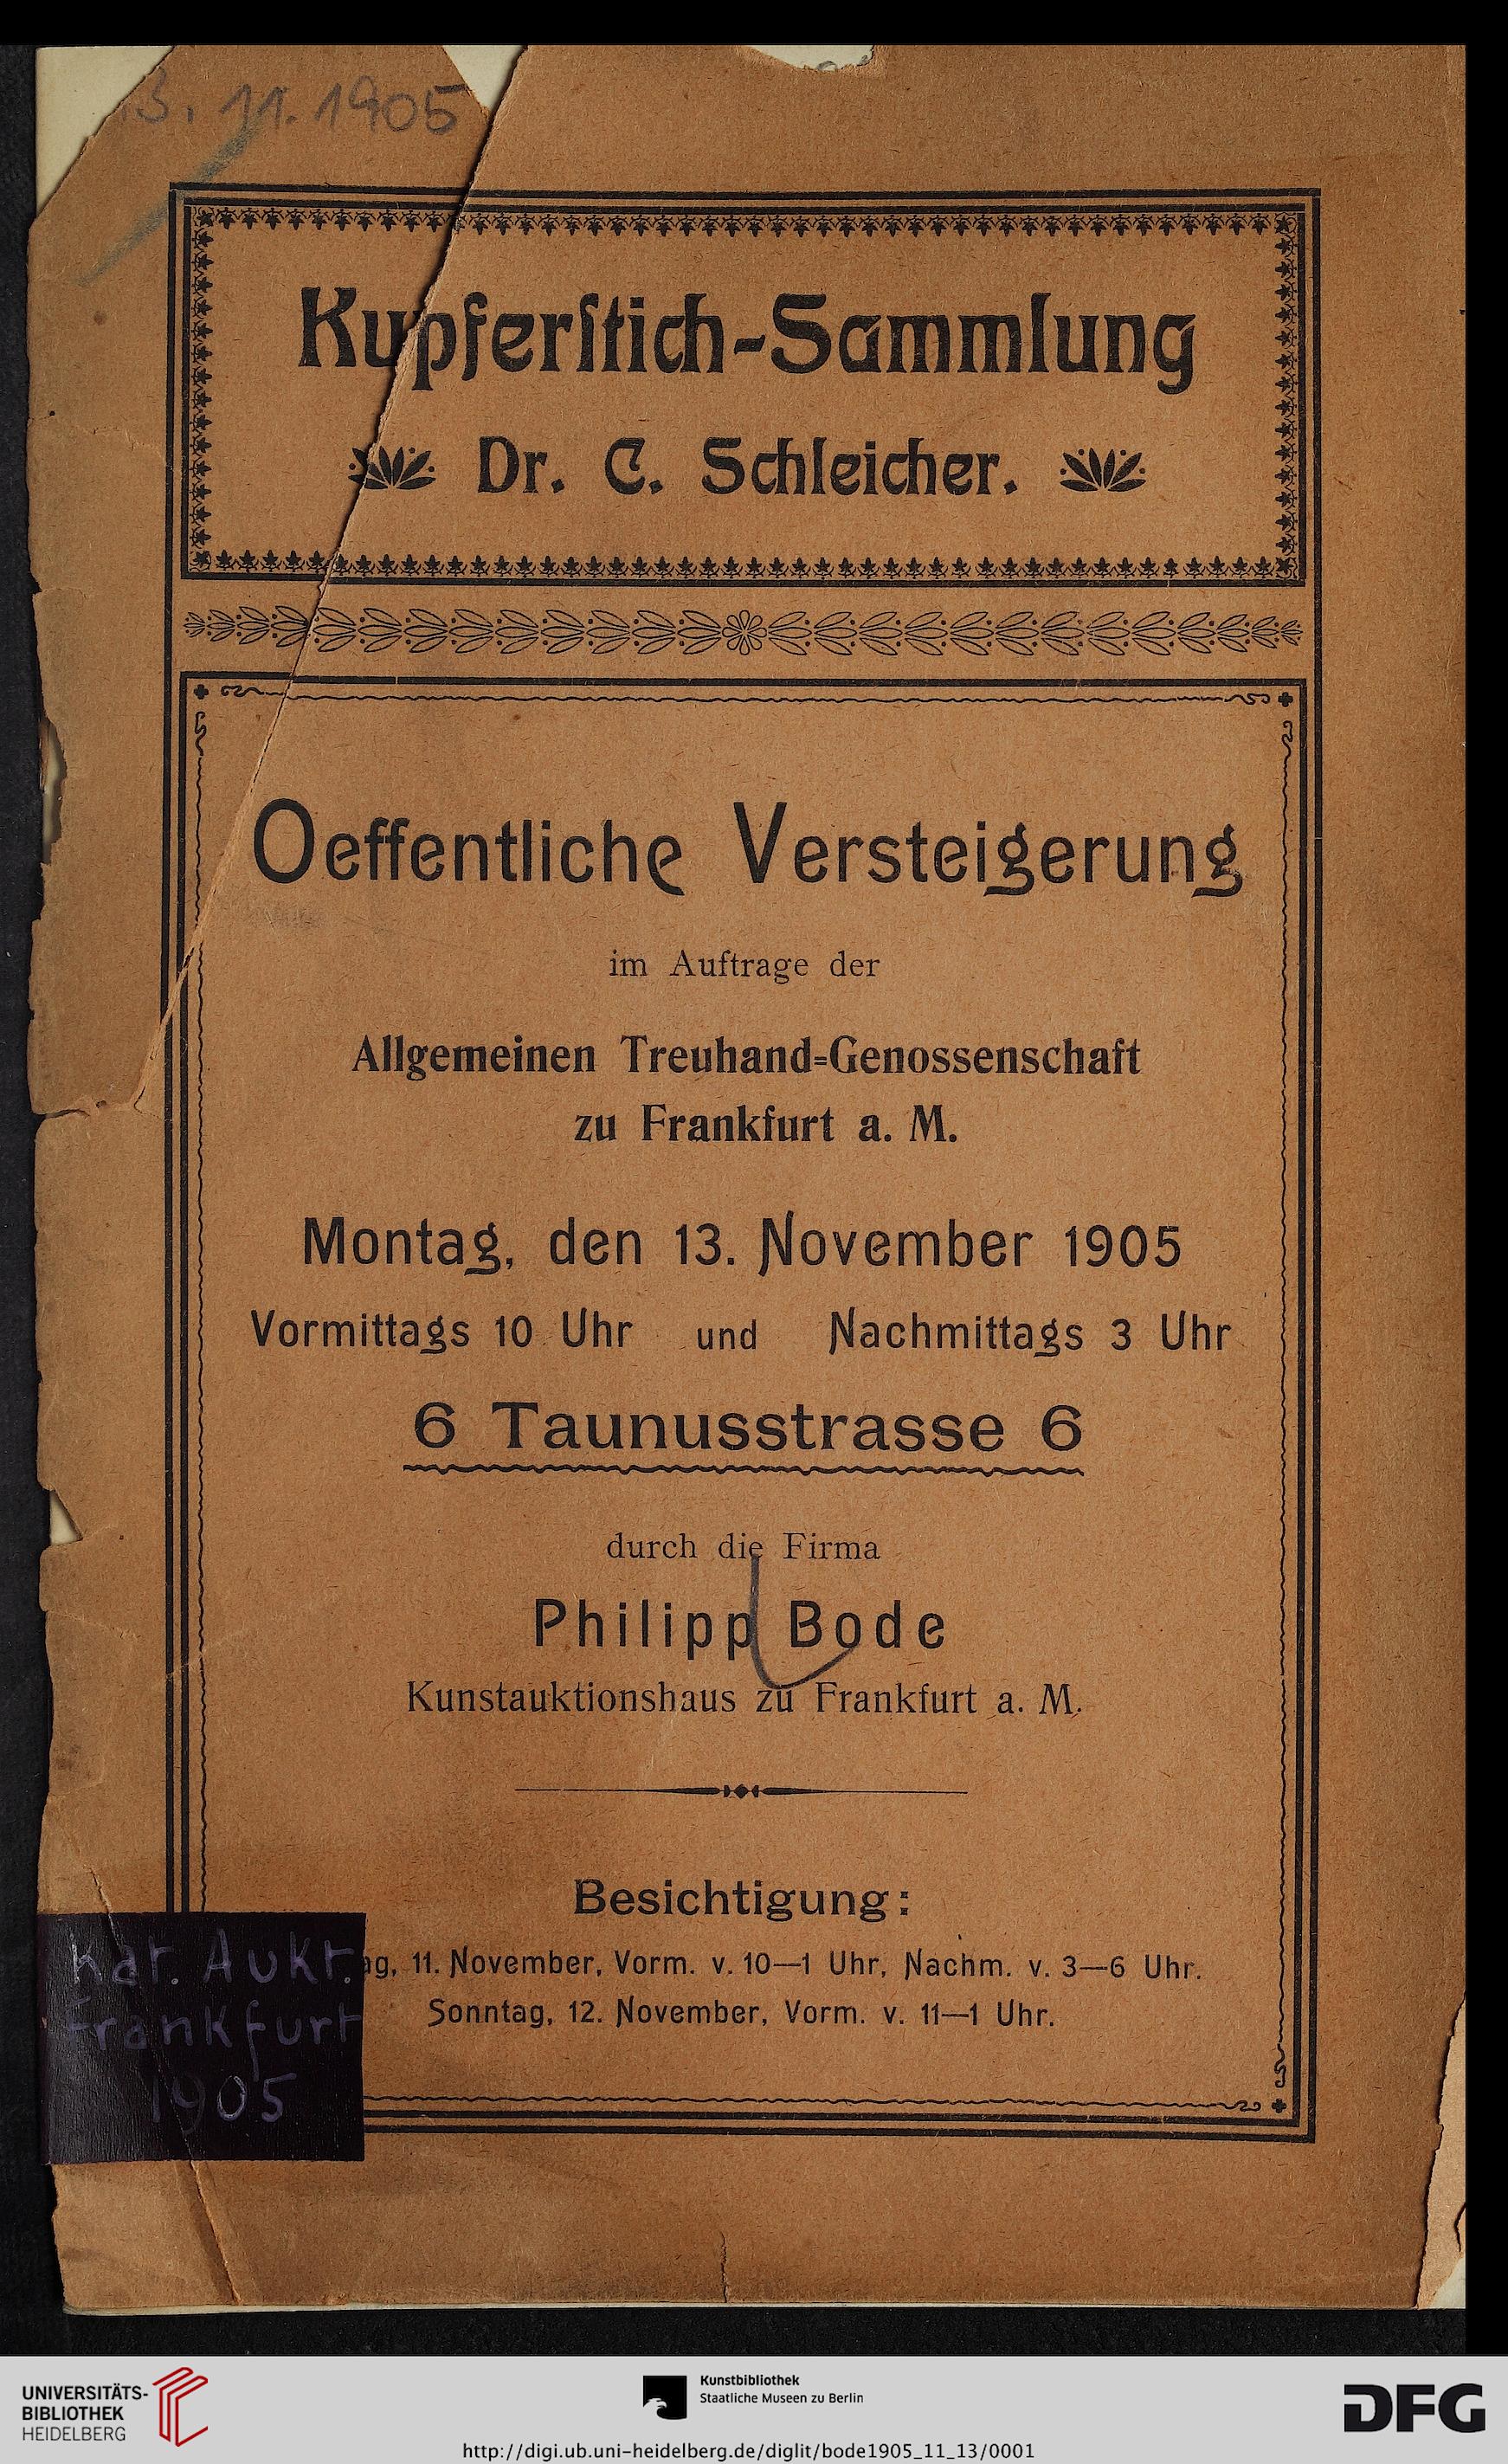 13. 11. 1905
Kupferſtich-Sammlung
Dr. C. Schleicher.
Oeffentliche Versteigerung
im Auftrage der
Allgemeinen Treuhand-Genossenschaft
zu Frankfurt a. M.
Montag, den 13. November 1905
Vormittags 10 Uhr und Nachmittags 3 Uhr
6 Taunusstrasse 6
durch die Firma
Philipp Bode
Kunstauktionshaus zu Frankfurt a. M.
Besichtigung:
ag, 11. November, Vorm. v. 10—1 Uhr, Nachm. v. 3—6 Uhr.
Sonntag, 12. November, Vorm. v. 11—1 Uhr.
Kat. Aukt.
Frankfurt
1905
UNIVERSITÄTS-
BIBLIOTHEK
HEIDELBERG
Kunstbibliothek
Staatliche Museen zu Berlin
DFG
http://digi.ub.uni-heidelberg.de/diglit/bode1905_11_13/0001